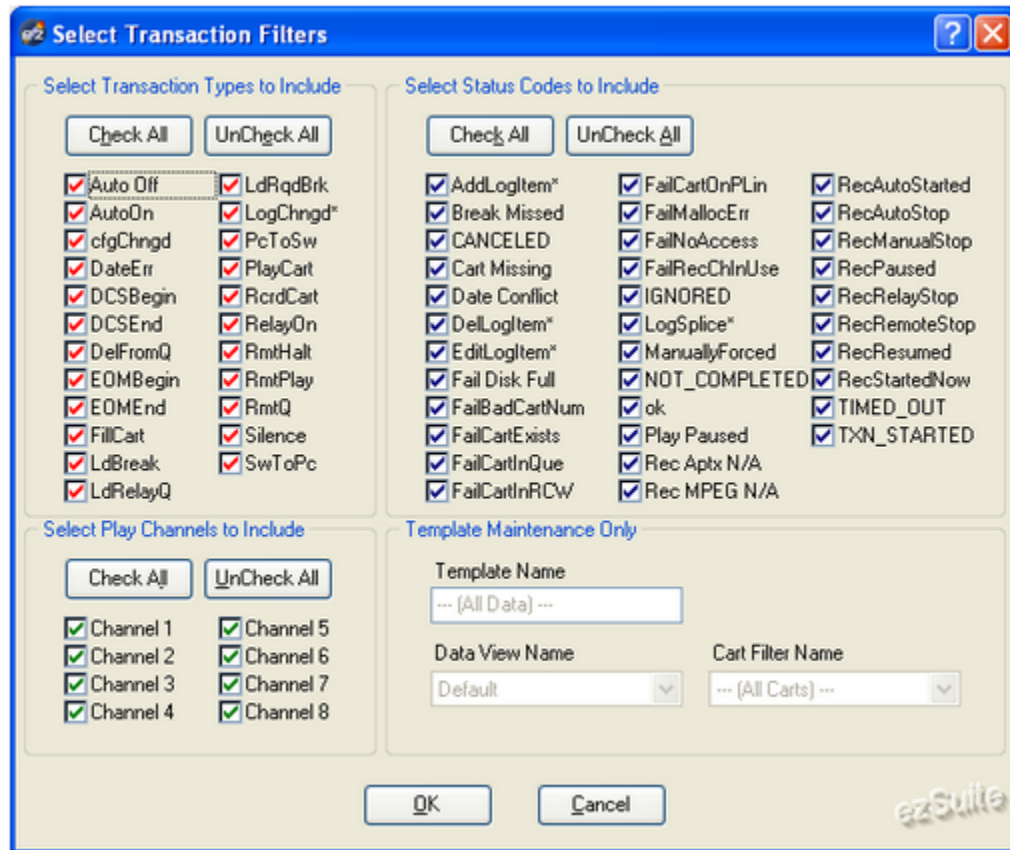 e2 Select Transaction Filters
Select Transaction Types to Include
Check All UnCheck All
Auto Off LdRqdBrk
AutoOn LogChngd*
cfgChngd PcToSw
DateErr PlayCart
DCSBegin RcrdCart
DCSEnd RelayOn
DelFromQ RmtHalt
EOMBegin RmtPlay
EOMEnd RmtQ
FillCart Silence
LdBreak SwToPc
LdRelayQ
Select Status Codes to Include
Check All UnCheck All
AddLogItem* FailCartOnPLin RecAutoStarted
Break Missed FailMallocErr RecAutoStop
CANCELED FailNoAccess RecManualStop
Cart Missing FailRecChInUse RecPaused
Date Conflict IGNORED RecRelayStop
DelLogItem* LogSplice* RecRemoteStop
EditLogItem* ManuallyForced RecResumed
Fail Disk Full NOT_COMPLETED RecStartedNow
FailBadCartNum ok TIMED_OUT
FailCartExists Play Paused TXN_STARTED
FailCartInQue Rec Aptx N/A
FailCartInRCW Rec MPEG N/A
Select Play Channels to Include
Check All UnCheck All
Channel 1 Channel 5
Channel 2 Channel 6
Channel 3 Channel 7
Channel 4 Channel 8
Template Maintenance Only
Template Name
--- (All Data) ---
Data View Name Cart Filter Name
Default --- (All Carts) ---
OK Cancel
ezSuite